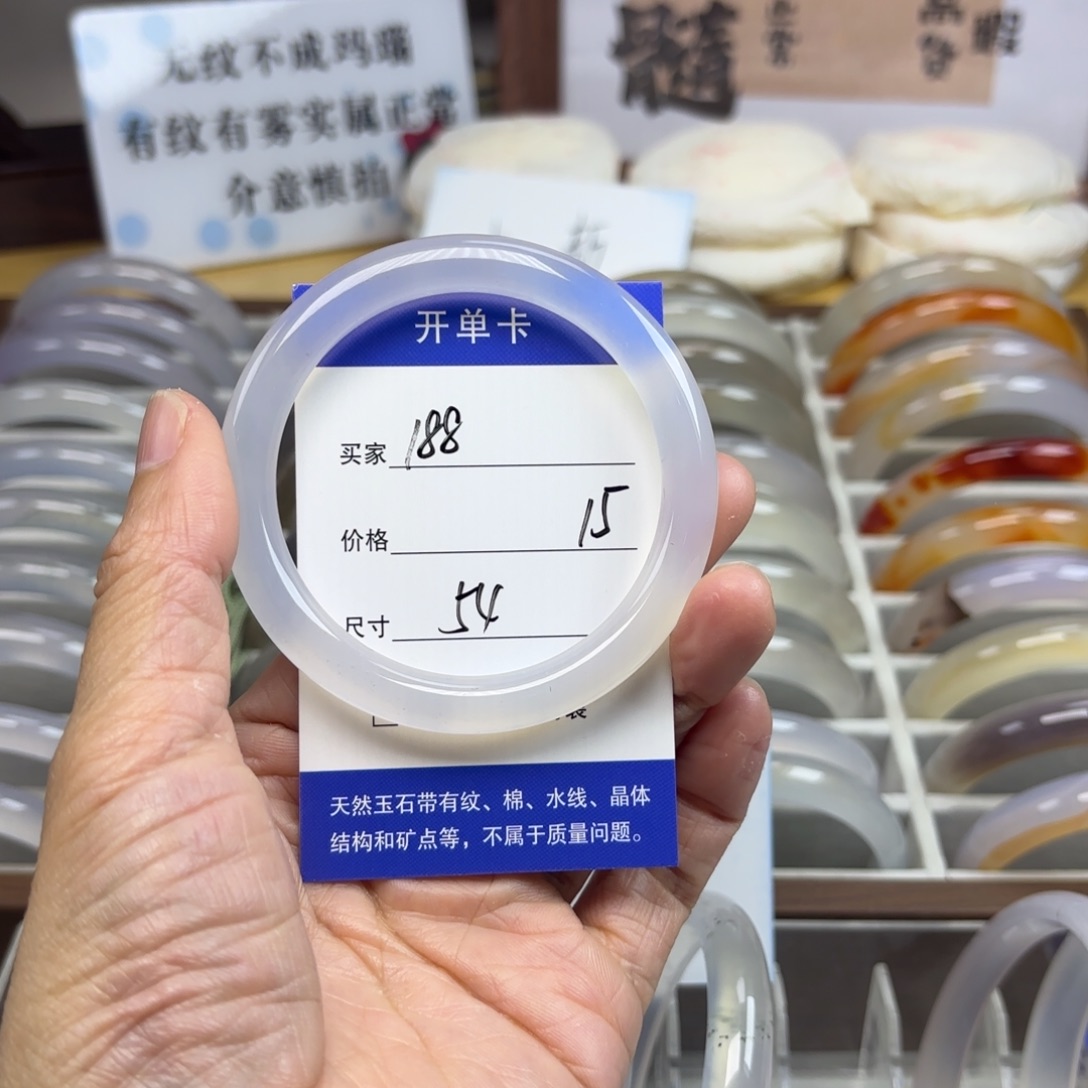 无纹不成玛瑙
有纹有雾实属正常
介意慎拍
髓
开单卡
买家 188
价格 15
尺寸 54
天然玉石带有纹、棉、水线、晶体
结构和矿点等，不属于质量问题。